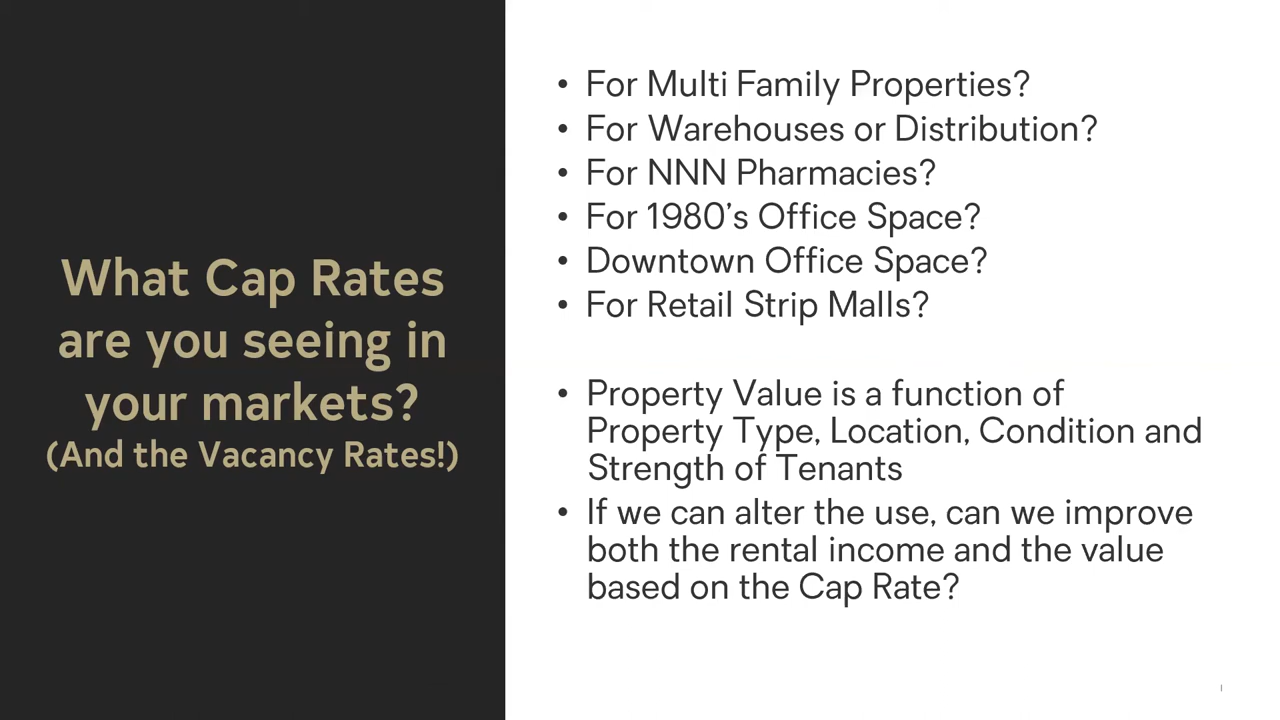 What Cap Rates
are you seeing in
your markets?
(And the Vacancy Rates!)
• For Multi Family Properties?
• For Warehouses or Distribution?
• For NNN Pharmacies?
• For 1980’s Office Space?
• Downtown Office Space?
• For Retail Strip Malls?
• Property Value is a function of
Property Type, Location, Condition and
Strength of Tenants
• If we can alter the use, can we improve
both the rental income and the value
based on the Cap Rate?